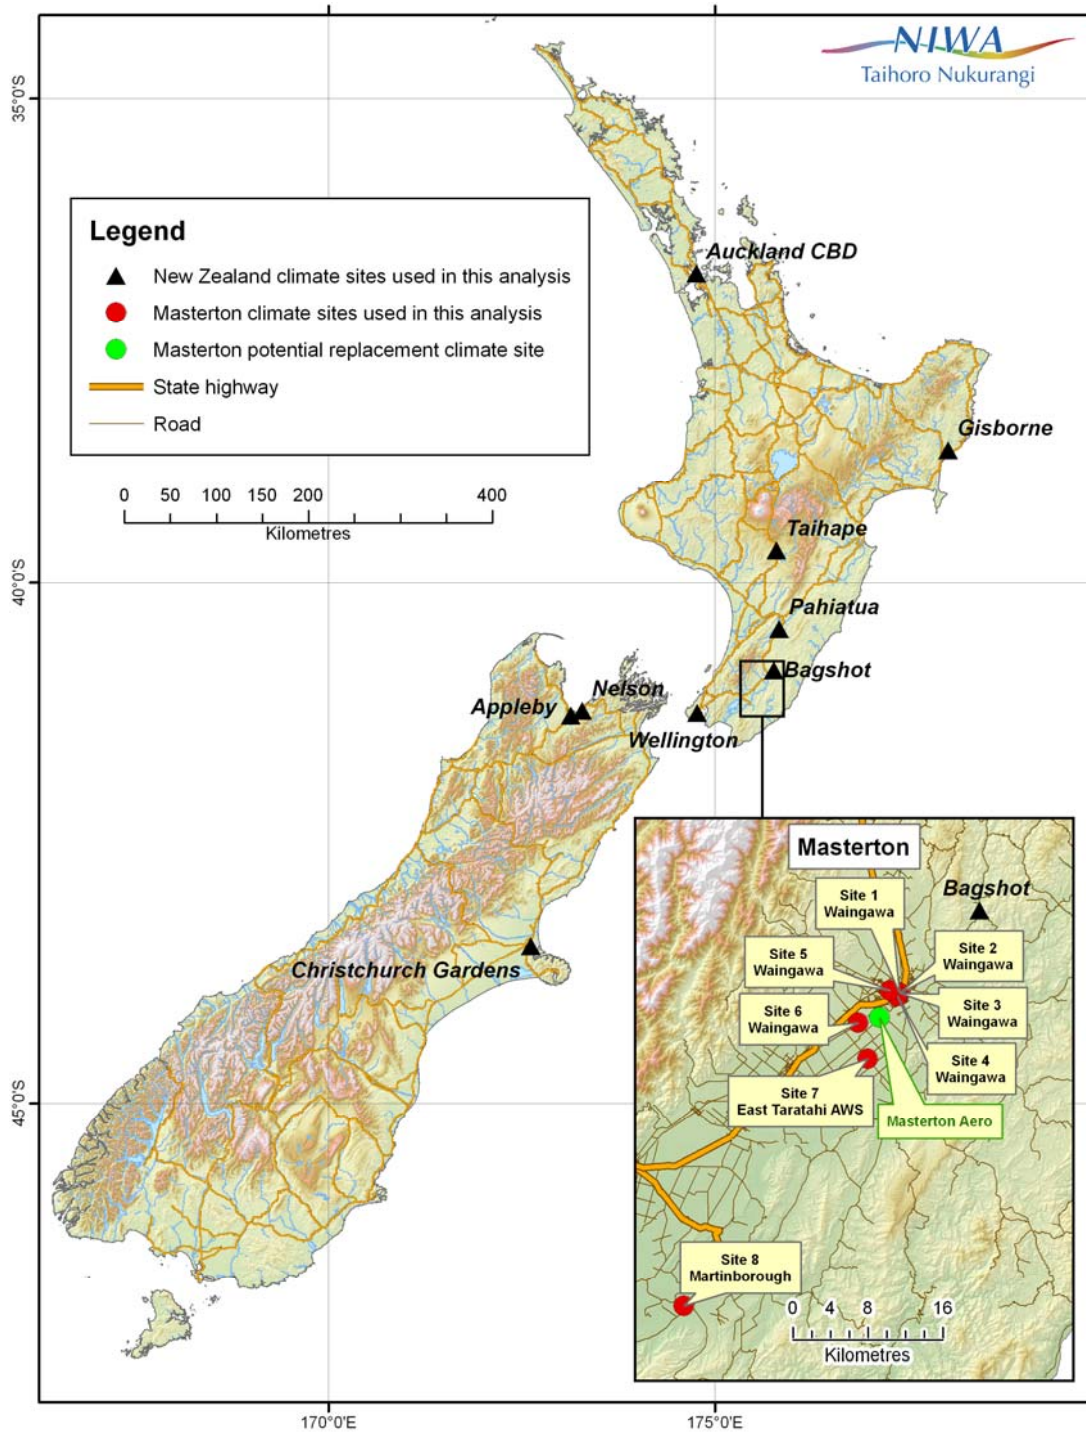 NIWA
Taihoro Nukurangi
35°0'S
Legend
New Zealand climate sites used in this analysis
Masterton climate sites used in this analysis
Masterton potential replacement climate site
State highway
Road
0 50 100 150 200 400
Kilometres
Auckland CBD
Gisborne
Taihape
40°0'S
Pahiatua
Bagshot
Nelson
Appleby
Wellington
Masterton
Site 1
Waingawa
Bagshot
Site 5
Waingawa
Site 2
Waingawa
Christchurch Gardens
Site 6
Waingawa
Site 3
Waingawa
Site 4
Waingawa
Site 7
East Taratahi AWS
Masterton Aero
45°0'S
Site 8
Martinborough
0 4 8 16
Kilometres
170°0'E
175°0'E